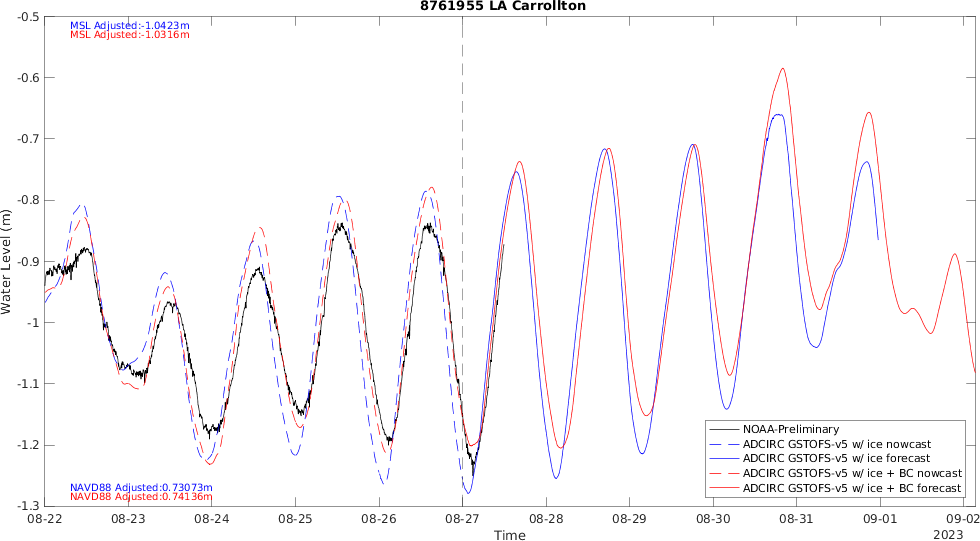 8761955 LA Carrollton
MSL Adjusted:-1.0423m
MSL Adjusted:-1.0316m
-0.5
-0.6
-0.7
-0.8
-0.9
-1
-1.1
-1.2
-1.3
Water Level (m)
NAVD88 Adjusted:0.73073m
NAVD88 Adjusted:0.74136m
NOAA-Preliminary
ADCIRC GSTOFS-v5 w/ ice nowcast
ADCIRC GSTOFS-v5 w/ ice forecast
ADCIRC GSTOFS-v5 w/ ice + BC nowcast
ADCIRC GSTOFS-v5 w/ ice + BC forecast
08-22 08-23 08-24 08-25 08-26 08-27 08-28 08-29 08-30 08-31 09-01 09-02
Time
2023